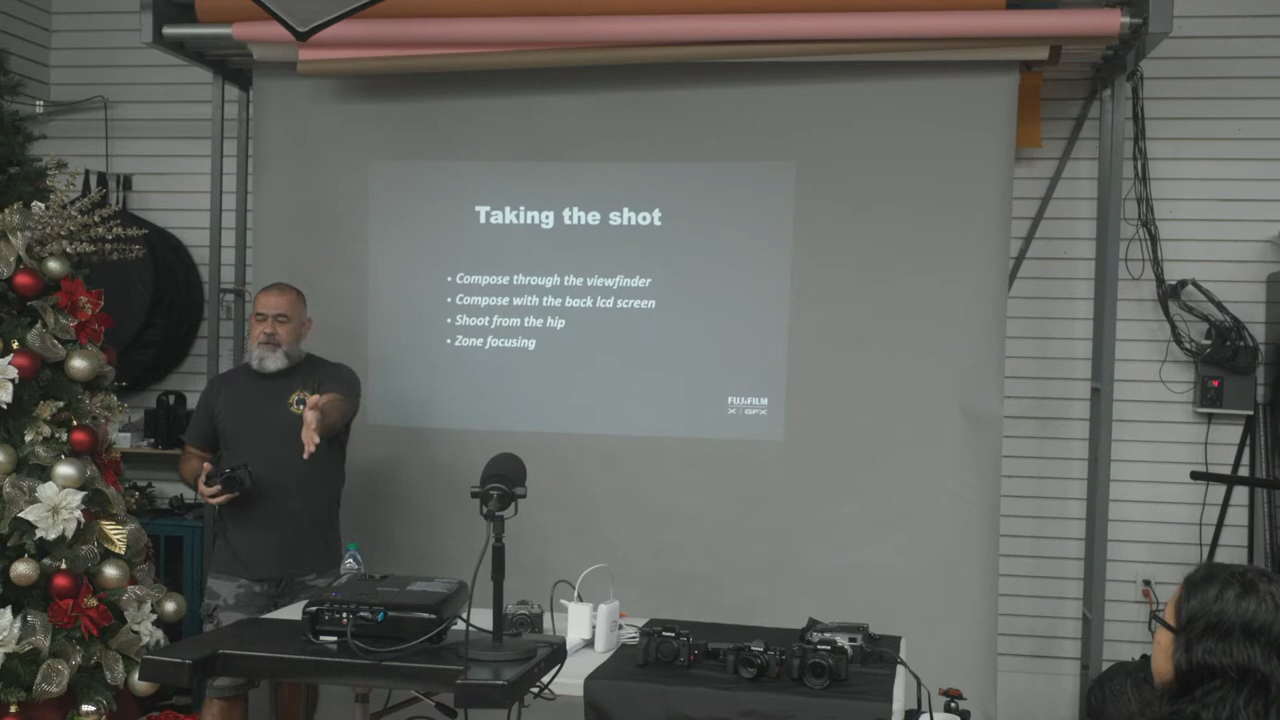 Taking the shot
• Compose through the viewfinder
• Compose with the back lcd screen
• Shoot from the hip
• Zone focusing
FUJIFILM
X | GFX